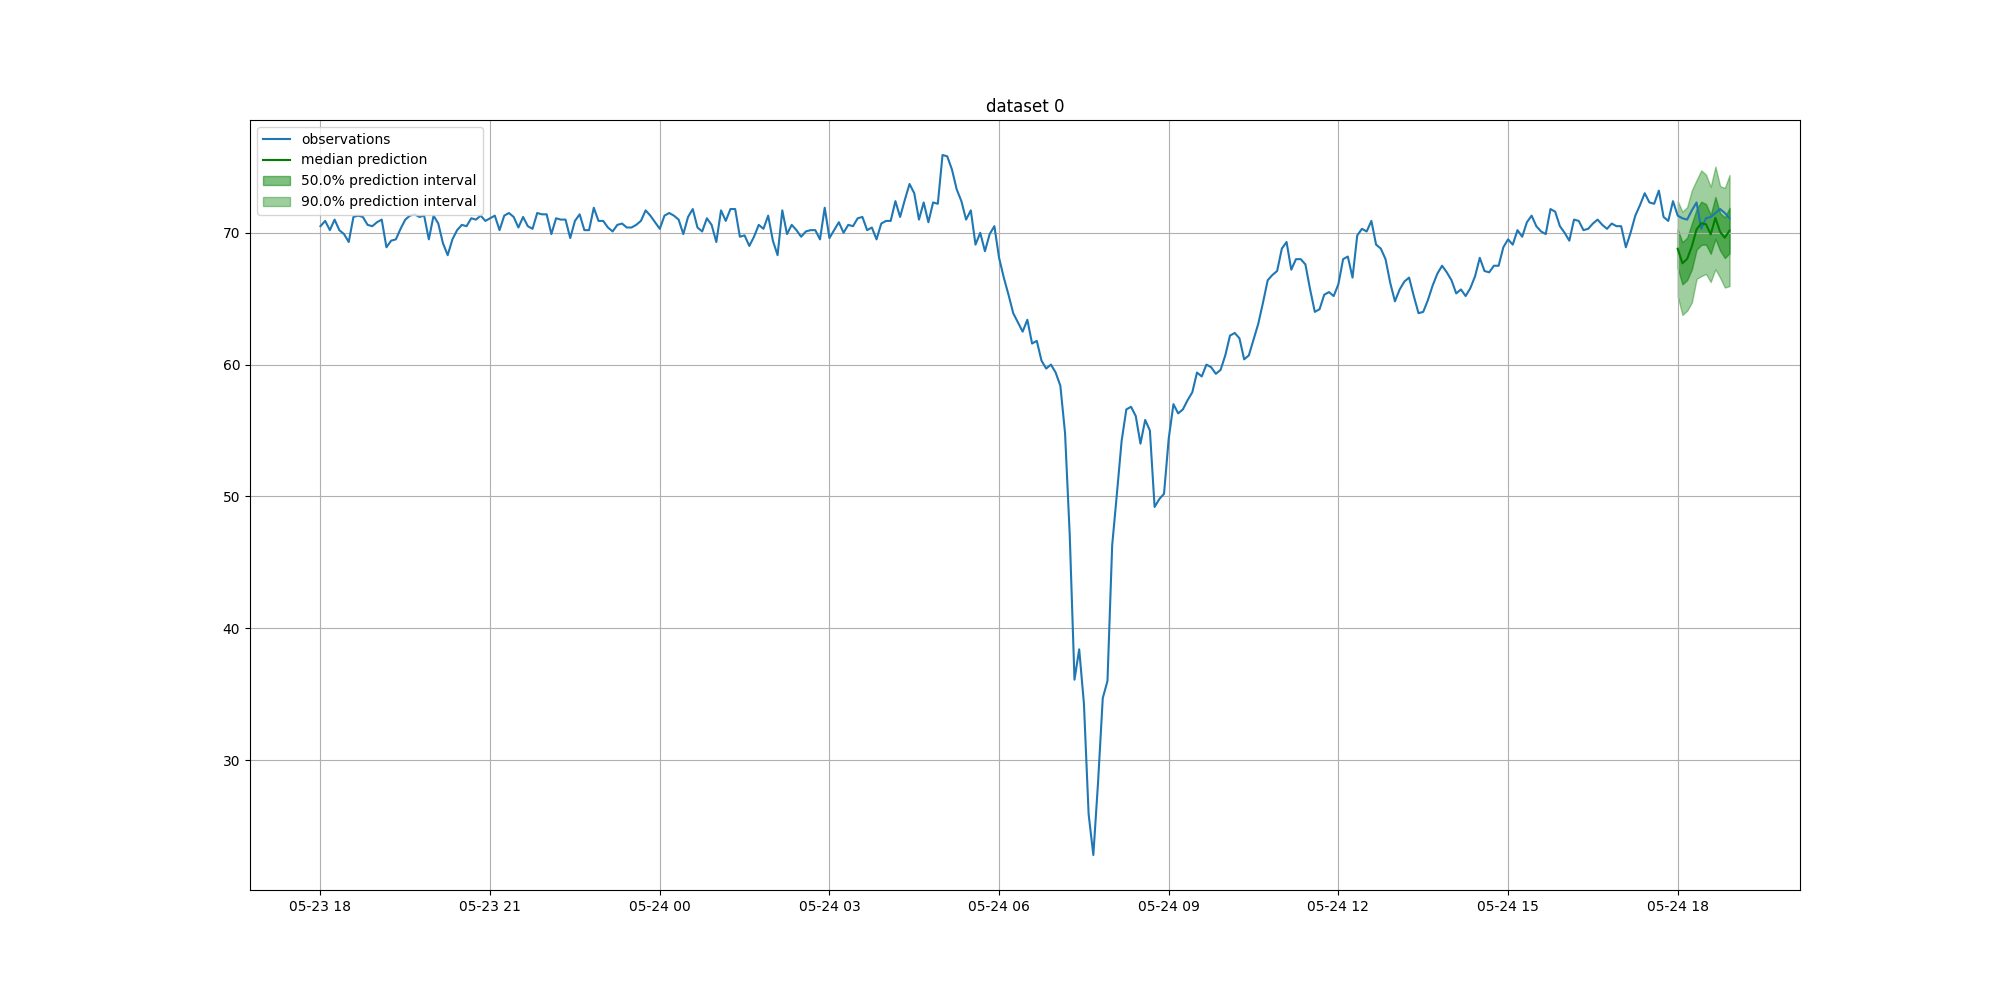 dataset 0
observations
median prediction
50.0% prediction interval
90.0% prediction interval
70
60
50
40
30
05-23 18
05-23 21
05-24 00
05-24 03
05-24 06
05-24 09
05-24 12
05-24 15
05-24 18